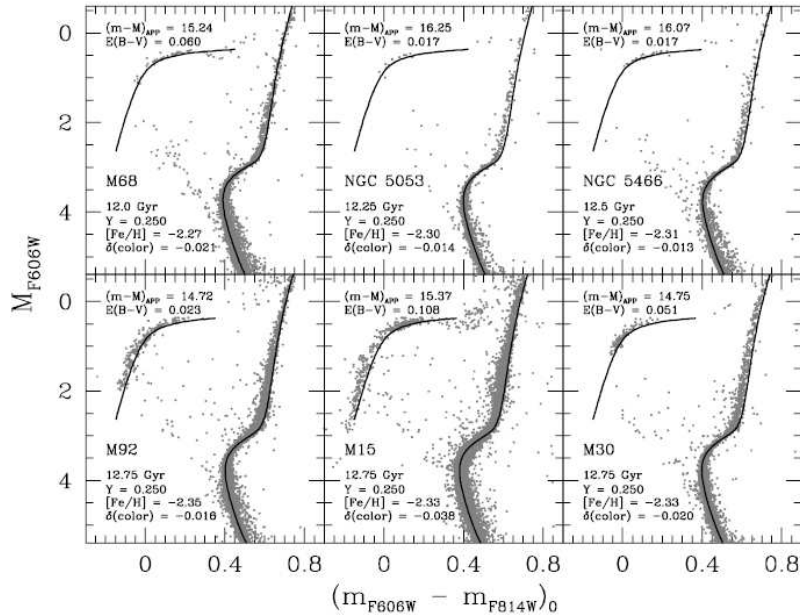 (m−M)APP = 15.24
E(B−V) = 0.060
M68
12.0 Gyr
Y = 0.250
[Fe/H] = −2.27
δ(color) = −0.021
(m−M)APP = 16.25
E(B−V) = 0.017
NGC 5053
12.25 Gyr
Y = 0.250
[Fe/H] = −2.30
δ(color) = −0.014
(m−M)APP = 16.07
E(B−V) = 0.017
NGC 5466
12.5 Gyr
Y = 0.250
[Fe/H] = −2.31
δ(color) = −0.013
0
2
4
MF606W
(m−M)APP = 14.72
E(B−V) = 0.023
M92
12.75 Gyr
Y = 0.250
[Fe/H] = −2.35
δ(color) = −0.016
(m−M)APP = 15.37
E(B−V) = 0.108
M15
12.75 Gyr
Y = 0.250
[Fe/H] = −2.33
δ(color) = −0.038
(m−M)APP = 14.75
E(B−V) = 0.051
M30
12.75 Gyr
Y = 0.250
[Fe/H] = −2.33
δ(color) = −0.020
0
2
4
0 0.4 0 0.4 0 0.4 0.8
(mF606W − mF814W)0